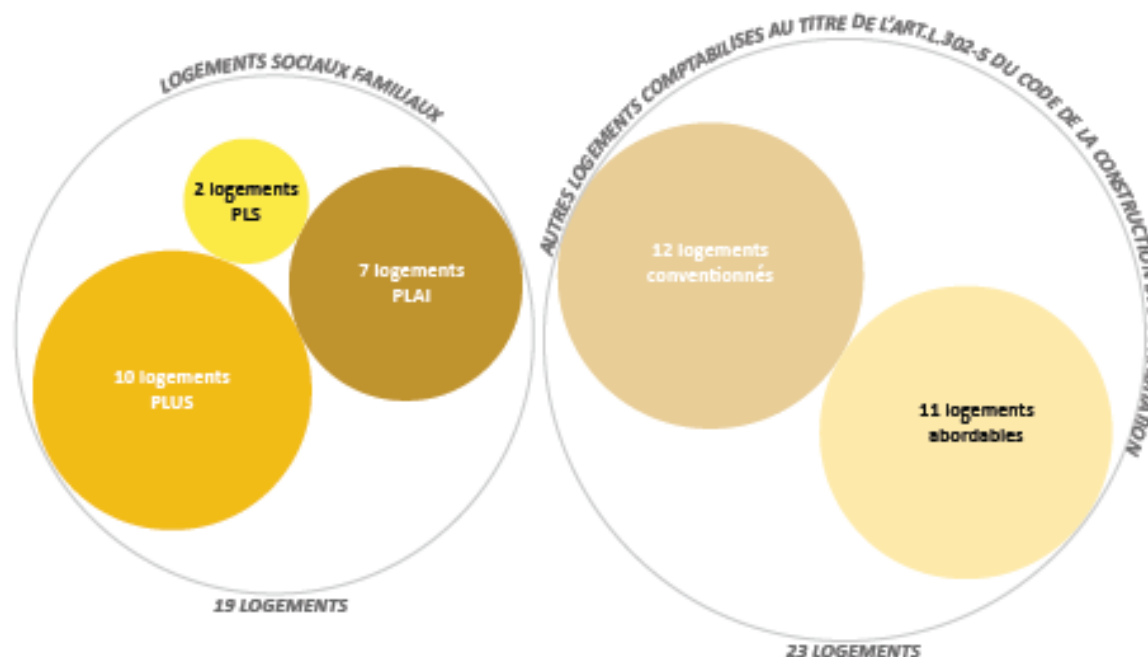 LOGEMENTS SOCIAUX FAMILIAUX
2 logements
PLS
7 logements
PLAI
10 logements
PLUS
19 LOGEMENTS
AUTRES LOGEMENTS COMPTABILISES AU TITRE DE L'ART.L.302-5 DU CODE DE LA CONSTRUCTION
12 logements
conventionnés
11 logements
abordables
23 LOGEMENTS